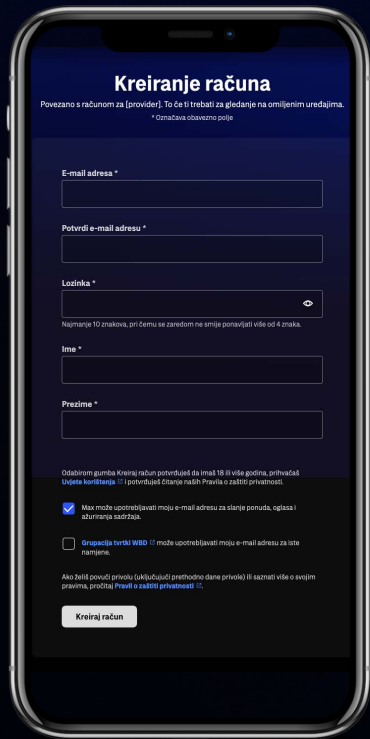 Kreiranje računa
Povezano s računom za [provider]. To će ti trebati za gledanje na omiljenim uređajima.
* Označava obavezno polje
E-mail adresa *
Potvrdi e-mail adresu *
Lozinka *
Najmanje 10 znakova, pri čemu se zaredom ne smije ponavljati više od 4 znaka.
Ime *
Prezime *
Odabirom gumba Kreiraj račun potvrđuješ da imaš 18 ili više godina, prihvaćaš
Uvjete korištenja i potvrđuješ čitanje naših Pravila o zaštiti privatnosti.
Max može upotrebljavati moju e-mail adresu za slanje ponuda, oglasa i
ažuriranja sadržaja.
Grupacija tvrtki WBD može upotrebljavati moju e-mail adresu za iste
namjene.
Ako želiš povući privolu (uključujući prethodno dane privole) ili saznati više o svojim
pravima, pročitaj Pravil o zaštiti privatnosti.
Kreiraj račun